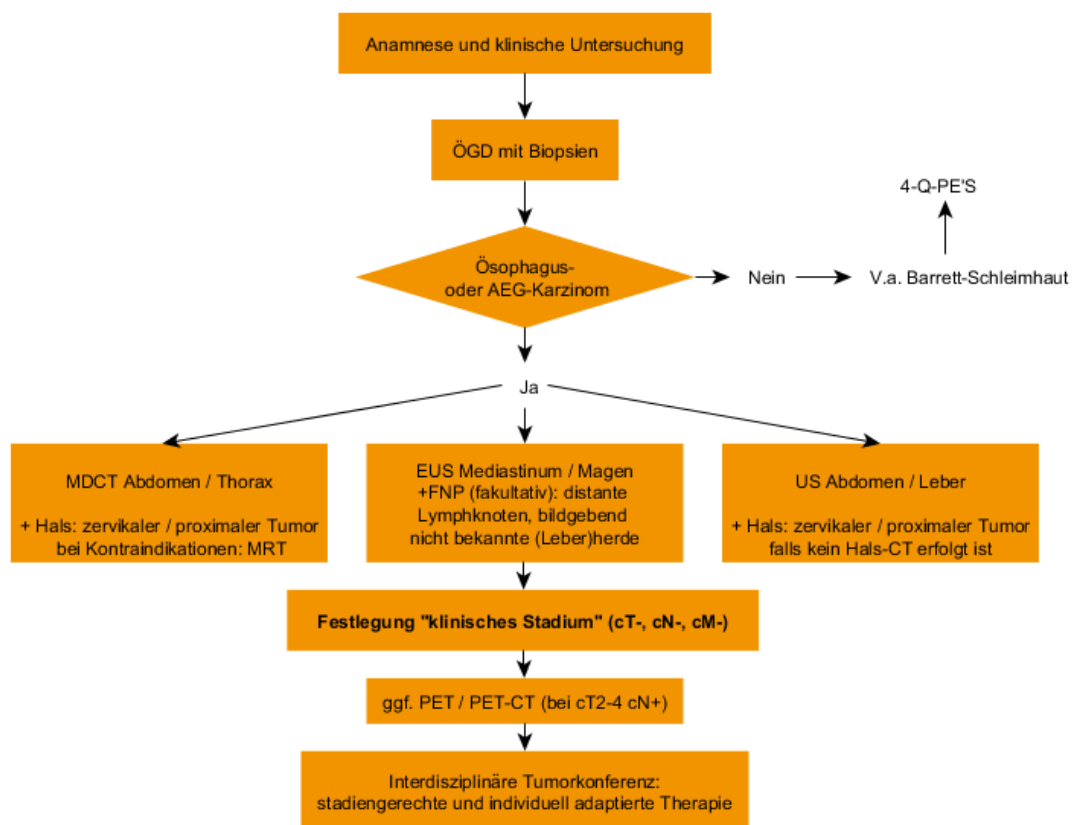 Anamnese und klinische Untersuchung
ÖGD mit Biopsien
4-Q-PE'S
Ösophagus-
oder AEG-Karzinom
Nein
V.a. Barrett-Schleimhaut
Ja
MDCT Abdomen / Thorax
+ Hals: zervikaler / proximaler Tumor
bei Kontraindikationen: MRT
EUS Mediastinum / Magen
+FNP (fakultativ): distante
Lymphknoten, bildgebend
nicht bekannte (Leber)herde
US Abdomen / Leber
+ Hals: zervikaler / proximaler Tumor
falls kein Hals-CT erfolgt ist
Festlegung "klinisches Stadium" (cT-, cN-, cM-)
ggf. PET / PET-CT (bei cT2-4 cN+)
Interdisziplinäre Tumorkonferenz:
stadiengerechte und individuell adaptierte Therapie